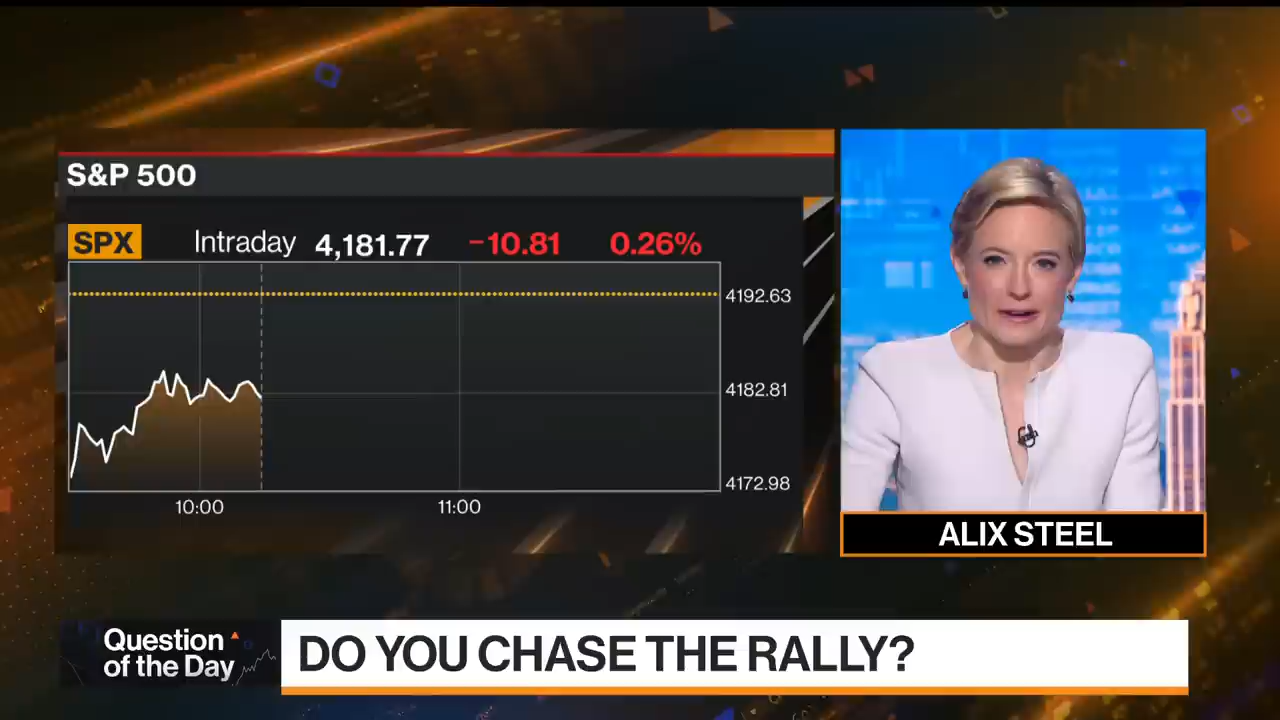 S&P 500
SPX Intraday 4,181.77 -10.81 0.26%
4192.63
4182.81
4172.98
10:00 11:00
ALIX STEEL
Question
of the Day
DO YOU CHASE THE RALLY?